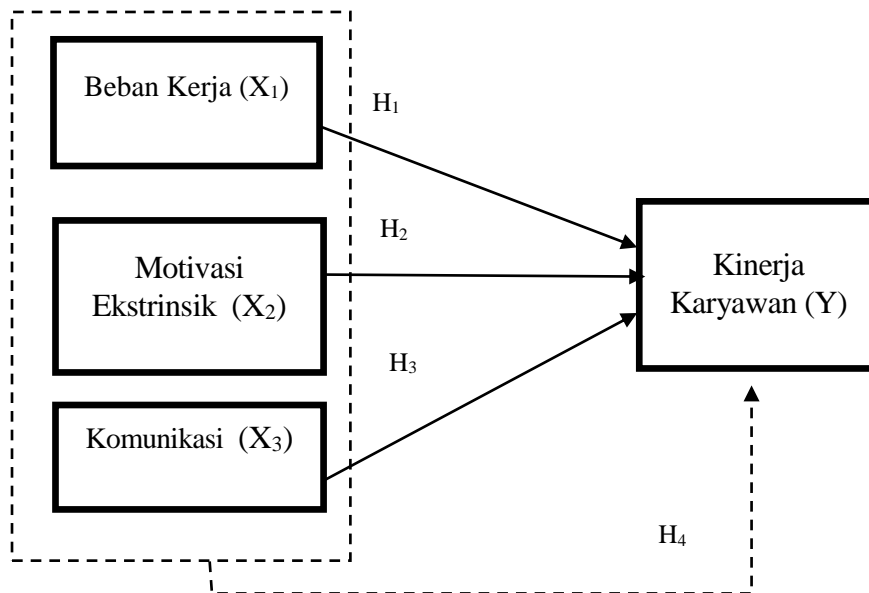 Beban Kerja (X₁)
H₁
Motivasi
Ekstrinsik (X₂)
H₂
Komunikasi (X₃)
H₃
Kinerja
Karyawan (Y)
H₄